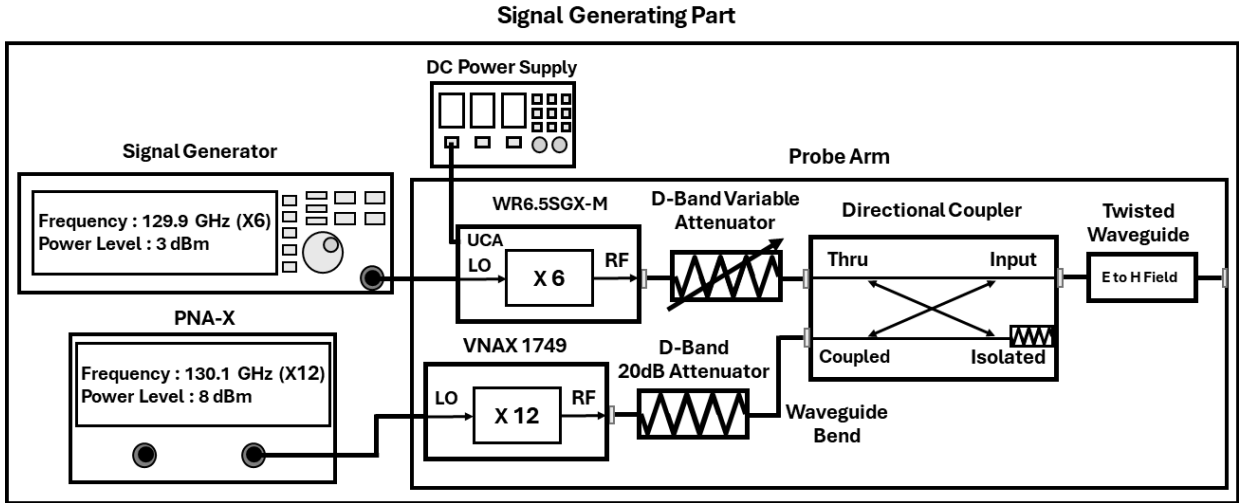 Signal Generating Part
DC Power Supply
Signal Generator
Frequency : 129.9 GHz (X6)
Power Level : 3 dBm
Probe Arm
WR6.5SGX-M
UCA
LO
X 6
RF
D-Band Variable
Attenuator
Directional Coupler
Thru
Input
Coupled
Isolated
Twisted
Waveguide
E to H Field
PNA-X
Frequency : 130.1 GHz (X12)
Power Level : 8 dBm
VNAX 1749
LO
X 12
RF
D-Band
20dB Attenuator
Waveguide
Bend